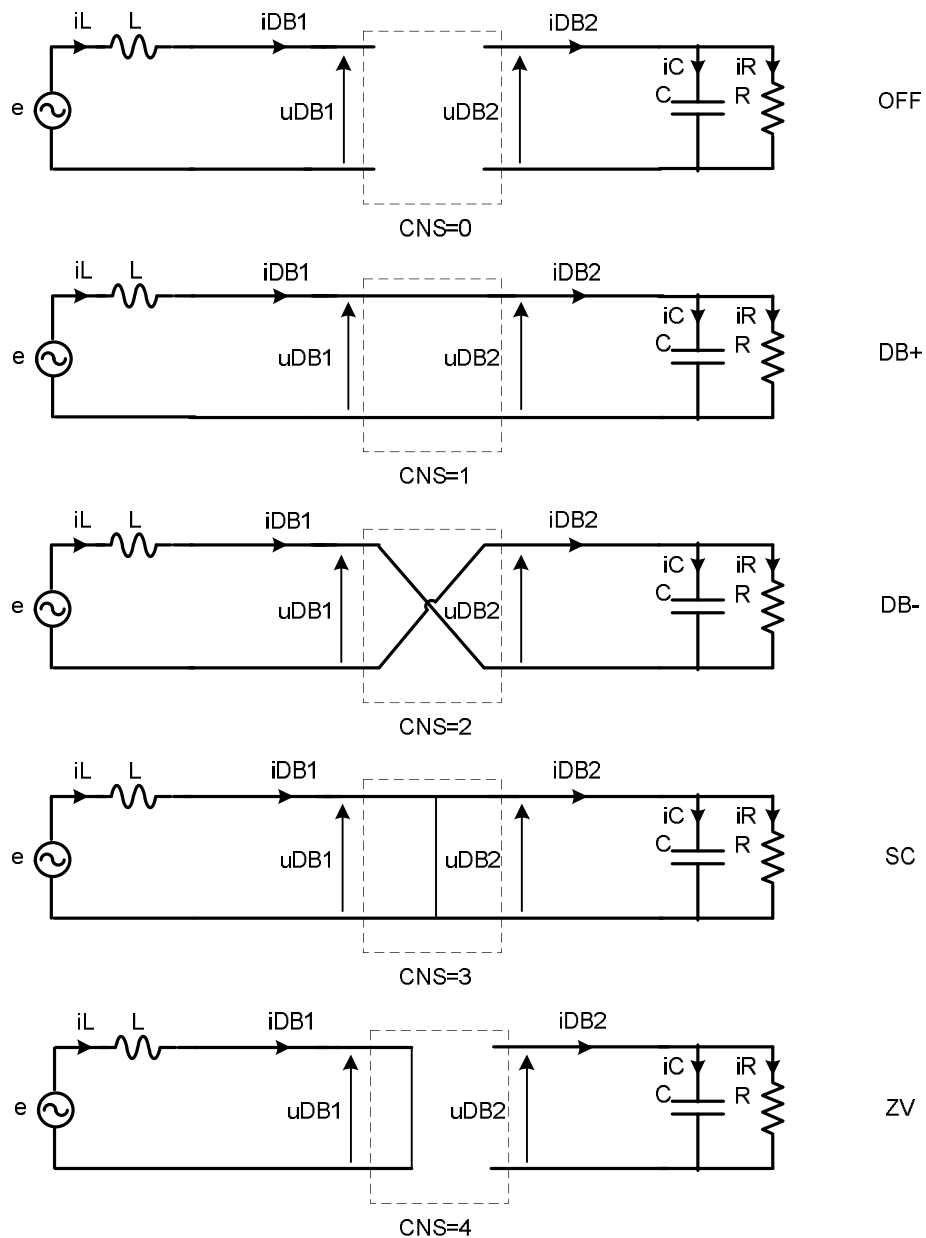 iL L iDB1 iDB2
iC iR
e uDB1 uDB2 C R OFF
CNS=0
iL L iDB1 iDB2
iC iR
e uDB1 uDB2 C R DB+
CNS=1
iL L iDB1 iDB2
iC iR
e uDB1 uDB2 C R DB-
CNS=2
iL L iDB1 iDB2
iC iR
e uDB1 uDB2 C R SC
CNS=3
iL L iDB1 iDB2
iC iR
e uDB1 uDB2 C R ZV
CNS=4